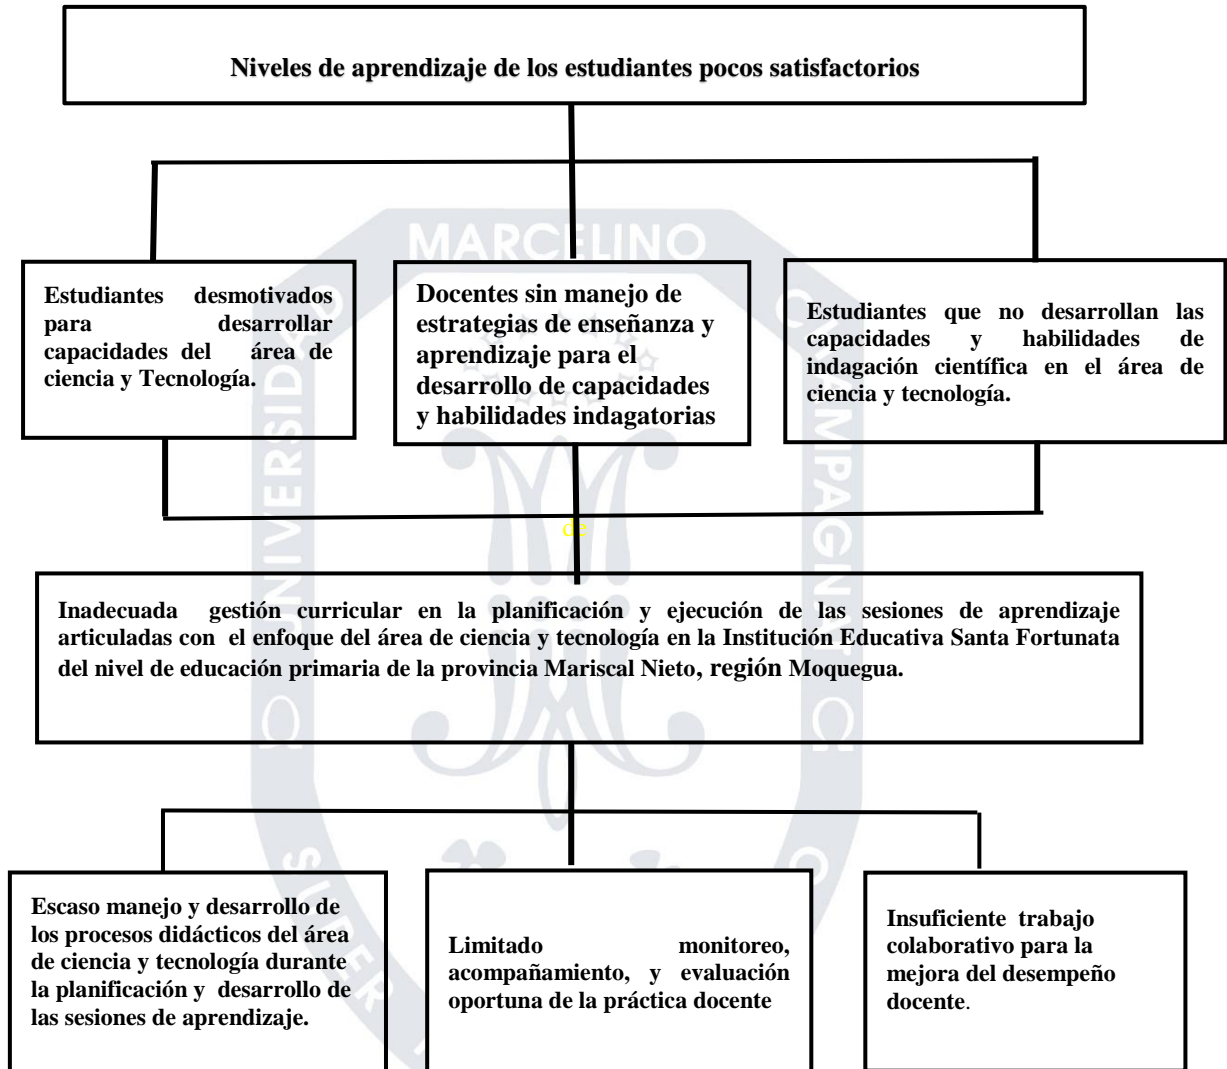 Niveles de aprendizaje de los estudiantes pocos satisfactorios
MARCELINO
CHAMPAGNAT
UNIVERSIDAD
Estudiantes desmotivados
para desarrollar
capacidades del área de
ciencia y Tecnología.
Docentes sin manejo de
estrategias de enseñanza y
aprendizaje para el
desarrollo de capacidades
y habilidades indagatorias
Estudiantes que no desarrollan las
capacidades y habilidades de
indagación científica en el área de
ciencia y tecnología.
de
Inadecuada gestión curricular en la planificación y ejecución de las sesiones de aprendizaje
articuladas con el enfoque del área de ciencia y tecnología en la Institución Educativa Santa Fortunata
del nivel de educación primaria de la provincia Mariscal Nieto, región Moquegua.
Escaso manejo y desarrollo de
los procesos didácticos del área
de ciencia y tecnología durante
la planificación y desarrollo de
las sesiones de aprendizaje.
Limitado monitoreo,
acompañamiento, y evaluación
oportuna de la práctica docente
Insuficiente trabajo
colaborativo para la
mejora del desempeño
docente.